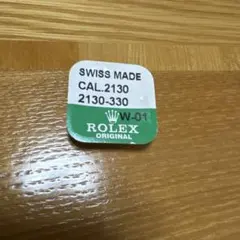 SWISS MADE
CAL.2130
2130-330
W-01
ROLEX
ORIGINAL